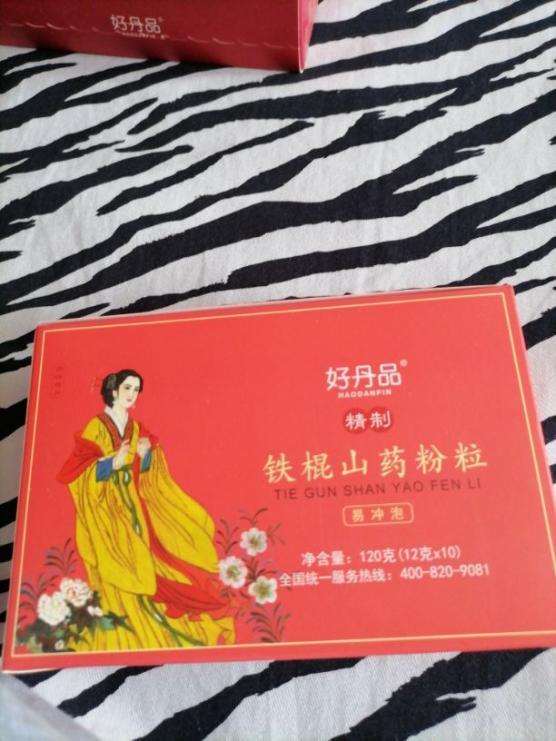 好丹品
好丹品®
HAODANPIN
精制
铁棍山药粉粒
TIE GUN SHAN YAO FEN LI
易冲泡
净含量：120克(12克x10)
全国统一服务热线：400-820-9081